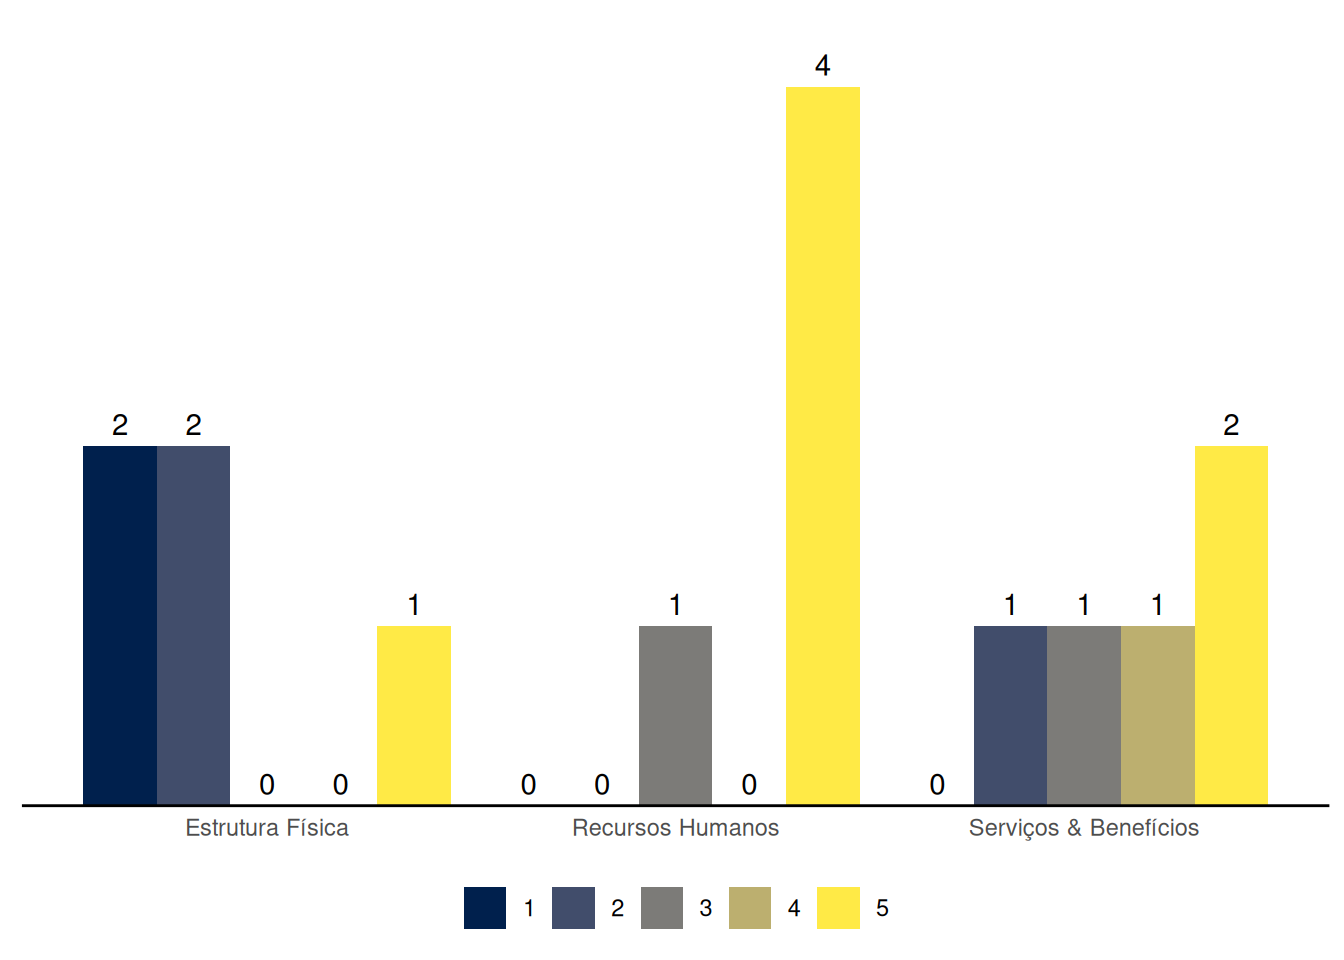 4
2 2 2
1 1 1 1 1
0 0 0 0 0 0
Estrutura Física Recursos Humanos Serviços & Benefícios
1 2 3 4 5